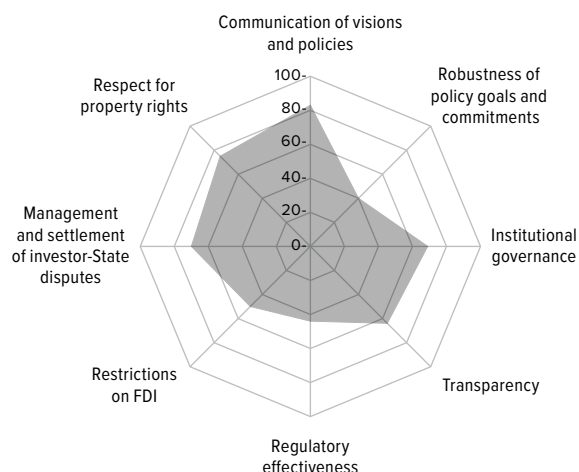 Communication of visions
and policies
Robustness of
policy goals and
commitments
Respect for
property rights
100-
80-
60-
40-
20-
0-
Management
and settlement
of investor-State
disputes
Institutional
governance
Restrictions
on FDI
Transparency
Regulatory
effectiveness